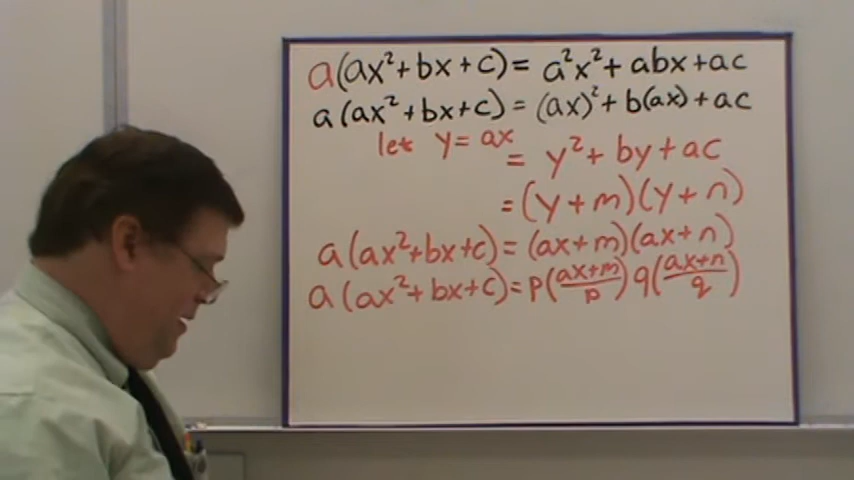 a(ax²+bx+c)= a²x²+abx+ac
a(ax²+bx+c)=(ax)²+b(ax)+ac
let y=ax
= y²+by+ac
=(y+m)(y+n)
a(ax²+bx+c)=(ax+m)(ax+n)
a(ax²+bx+c)=p((ax+m)/p)q((ax+n)/q)